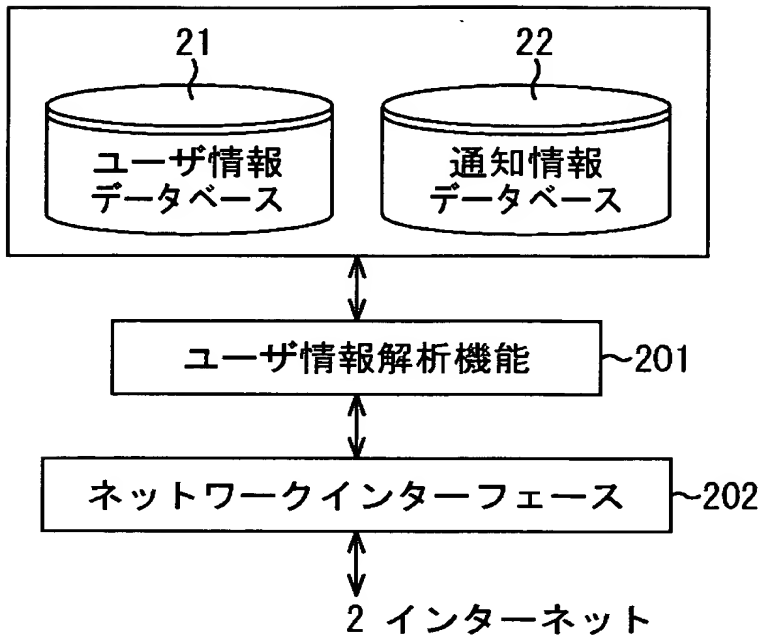 21
22
ユーザ情報
データベース
通知情報
データベース
ユーザ情報解析機能
201
ネットワークインターフェース
202
2 インターネット